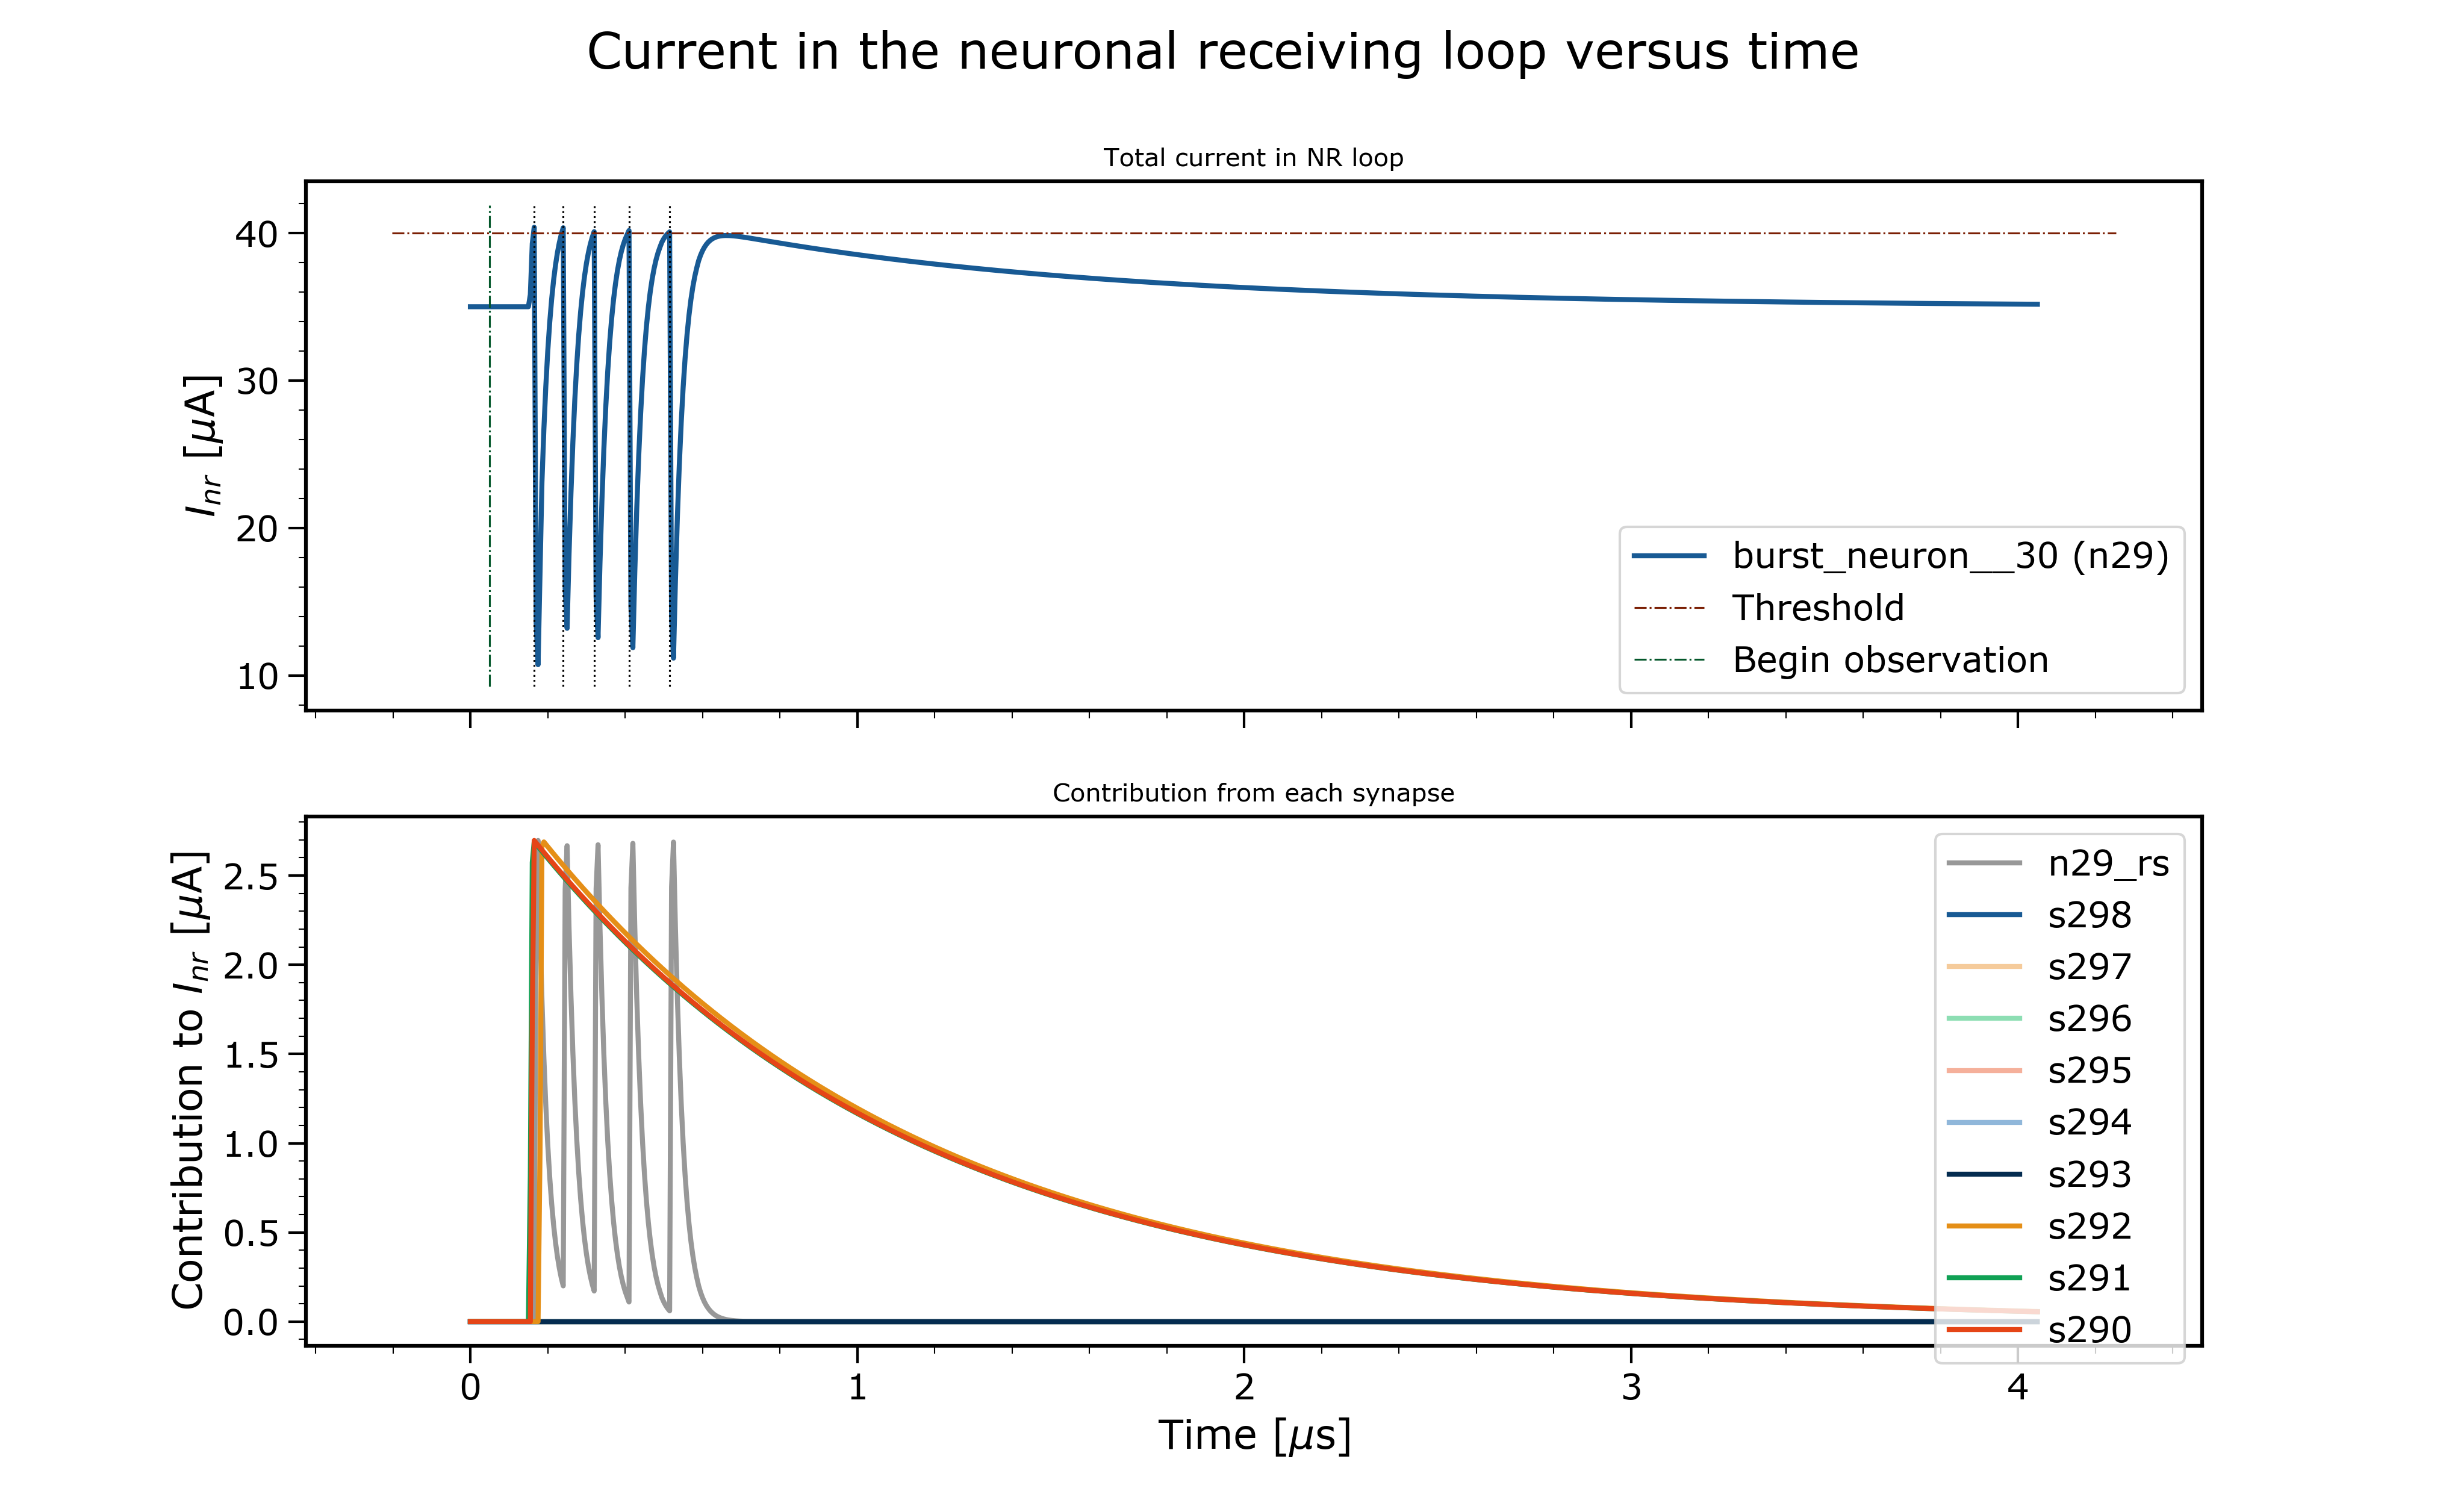 Current in the neuronal receiving loop versus time
Total current in NR loop
40
30
20
10
I_nr [μA]
burst_neuron__30 (n29)
Threshold
Begin observation
Contribution from each synapse
2.5
2.0
1.5
1.0
0.5
0.0
Contribution to I_nr [μA]
n29_rs
s298
s297
s296
s295
s294
s293
s292
s291
s290
0 1 2 3 4
Time [μs]